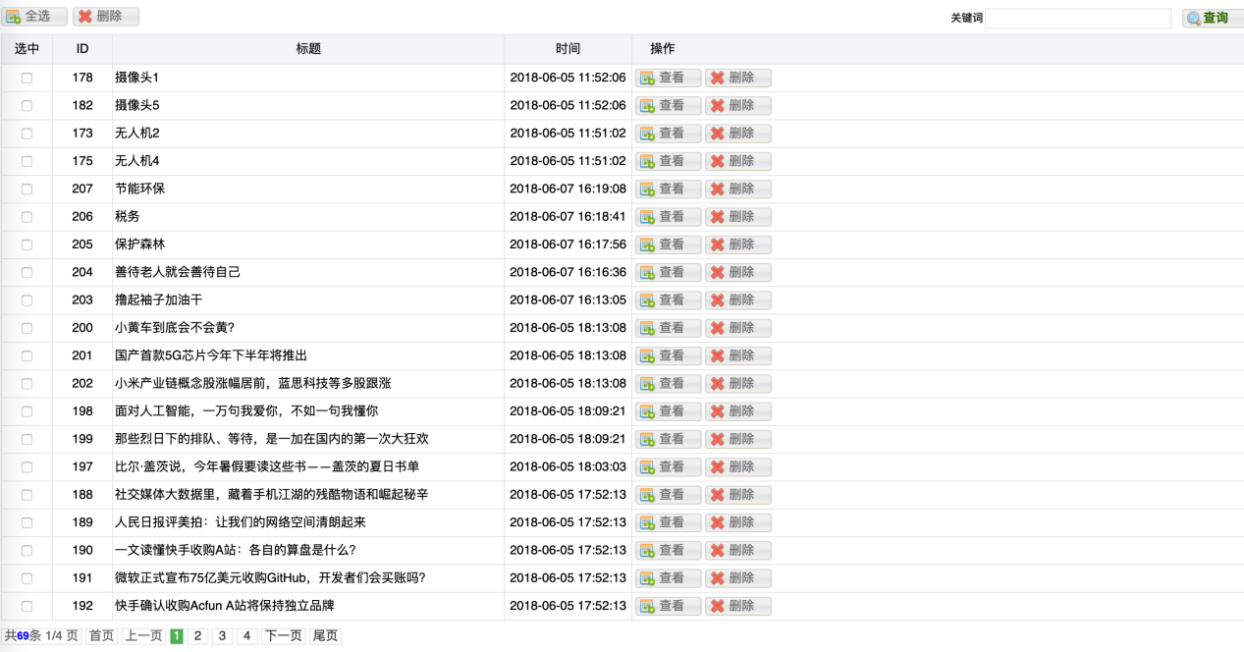 全选 删除 关键词 查询
选中 ID 标题 时间 操作
178 摄像头1 2018-06-05 11:52:06 查看 删除
182 摄像头5 2018-06-05 11:52:06 查看 删除
173 无人机2 2018-06-05 11:51:02 查看 删除
175 无人机4 2018-06-05 11:51:02 查看 删除
207 节能环保 2018-06-07 16:19:08 查看 删除
206 税务 2018-06-07 16:18:41 查看 删除
205 保护森林 2018-06-07 16:17:56 查看 删除
204 善待老人就会善待自己 2018-06-07 16:16:36 查看 删除
203 撸起袖子加油干 2018-06-07 16:13:05 查看 删除
200 小黄车到底会不会黄? 2018-06-05 18:13:08 查看 删除
201 国产首款5G芯片今年下半年将推出 2018-06-05 18:13:08 查看 删除
202 小米产业链概念股涨幅居前，蓝思科技等多股跟涨 2018-06-05 18:13:08 查看 删除
198 面对人工智能，一万句我爱你，不如一句我懂你 2018-06-05 18:09:21 查看 删除
199 那些烈日下的排队、等待，是一加在国内的第一次大狂欢 2018-06-05 18:09:21 查看 删除
197 比尔·盖茨说，今年暑假要读这些书——盖茨的夏日书单 2018-06-05 18:03:03 查看 删除
188 社交媒体大数据里，藏着手机江湖的残酷物语和崛起秘辛 2018-06-05 17:52:13 查看 删除
189 人民日报评美拍：让我们的网络空间清朗起来 2018-06-05 17:52:13 查看 删除
190 一文读懂快手收购A站：各自的算盘是什么? 2018-06-05 17:52:13 查看 删除
191 微软正式宣布75亿美元收购GitHub，开发者们会买账吗? 2018-06-05 17:52:13 查看 删除
192 快手确认收购Acfun A站将保持独立品牌 2018-06-05 17:52:13 查看 删除
共69条 1/4 页 首页 上一页 1 2 3 4 下一页 尾页